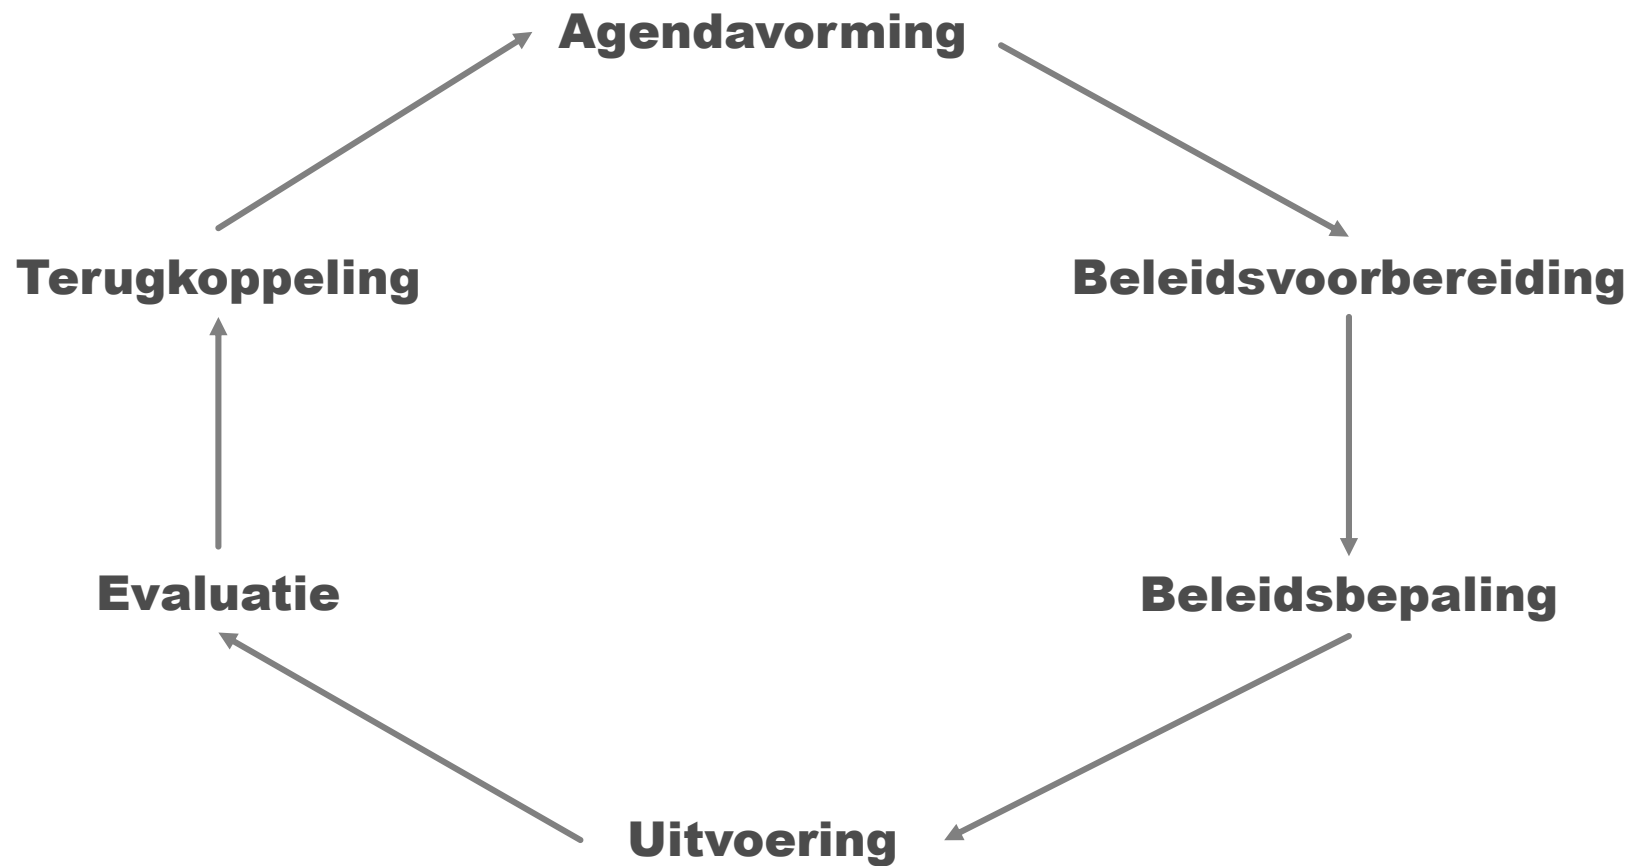 Agendavorming
Terugkoppeling
Beleidsvoorbereiding
Evaluatie
Beleidsbepaling
Uitvoering